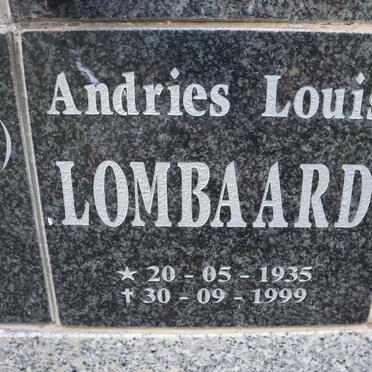 Andries Louis
LOMBAARD
★ 20 - 05 - 1935
✝ 30 - 09 - 1999
)